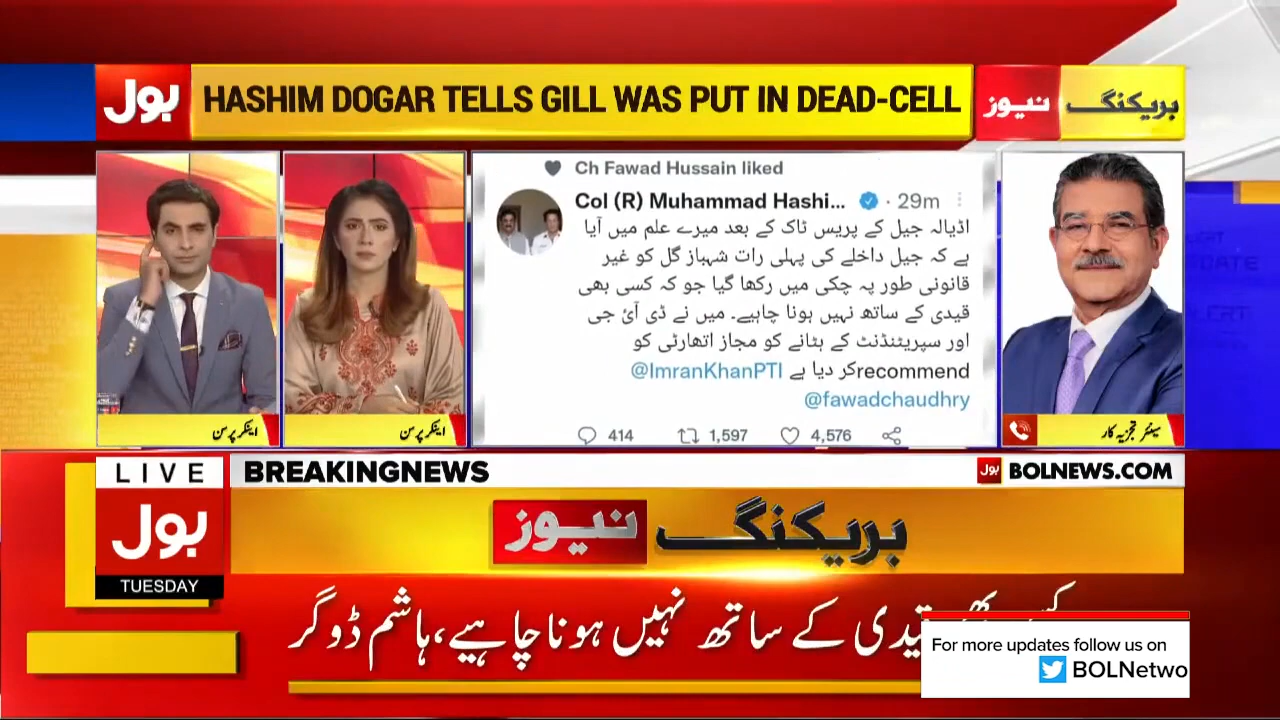 بول
HASHIM DOGAR TELLS GILL WAS PUT IN DEAD-CELL
بریکنگ نیوز
Ch Fawad Hussain liked
Col (R) Muhammad Hashi... · 29m
اڈیالہ جیل کے پریس ٹاک کے بعد میرے علم میں آیا
ہے کہ جیل داخلے کی پہلی رات شہباز گل کو غیر
قانونی طور پہ چکی میں رکھا گیا جو کہ کسی بھی
قیدی کے ساتھ نہیں ہونا چاہیے۔ میں نے ڈی آئ جی
اور سپریٹنڈنٹ کے ہٹانے کو مجاز اتھارٹی کو
recommendکر دیا ہے @ImranKhanPTI
@fawadchaudhry
414 1,597 4,576
اینکر پرسن
اینکر پرسن
سینئر تجزیہ کار
LIVE
BREAKINGNEWS
بول
BOLNEWS.COM
بول
بریکنگ نیوز
TUESDAY
قیدی کے ساتھ نہیں ہونا چاہیے، ہاشم ڈوگر
For more updates follow us on
BOLNetwo